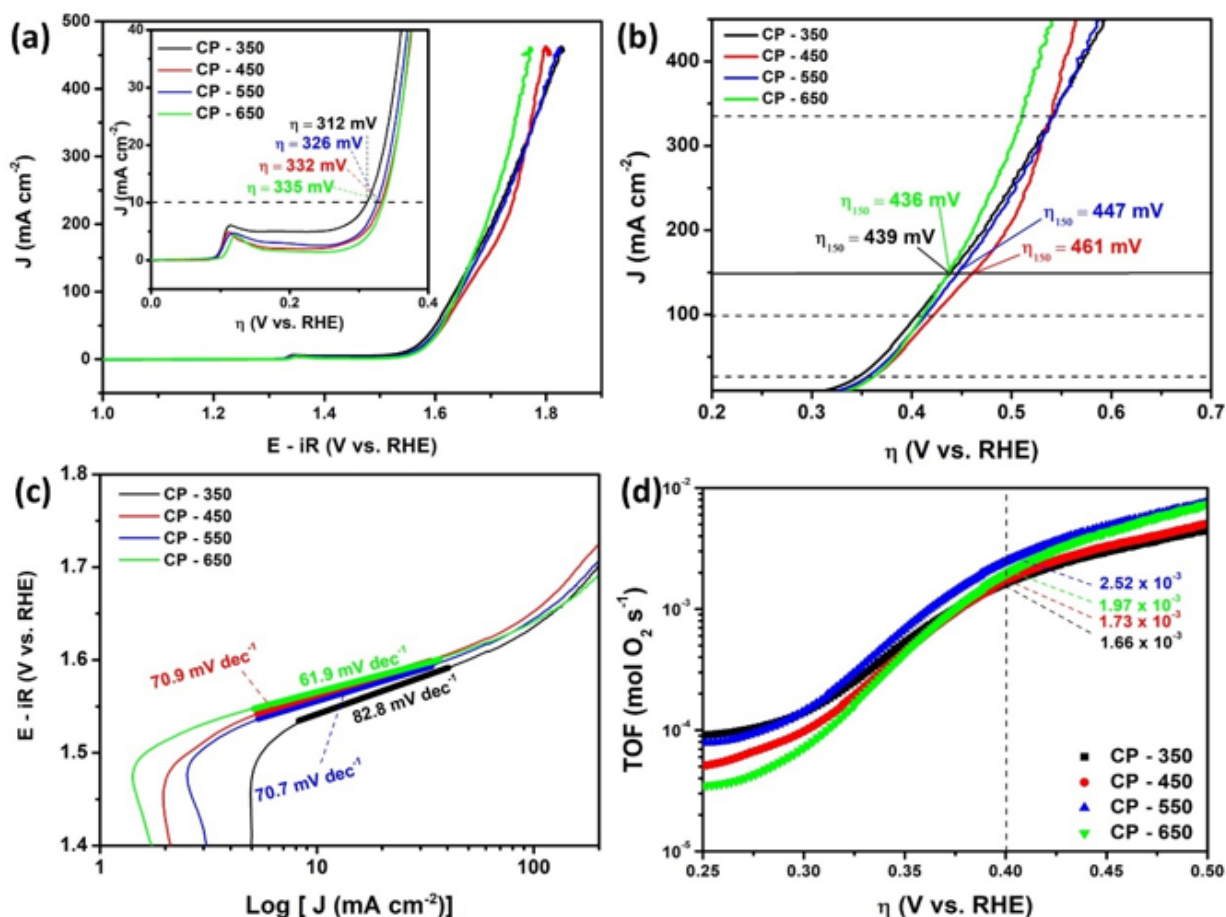 (a)
500
400
300
200
100
0
J (mA cm⁻²)
1.0 1.2 1.4 1.6 1.8
E - iR (V vs. RHE)
40
30
20
10
0
J (mA cm⁻²)
CP - 350
CP - 450
CP - 550
CP - 650
η = 312 mV
η = 326 mV
η = 332 mV
η = 335 mV
0.0 0.2 0.4
η (V vs. RHE)
(b)
400
300
200
100
J (mA cm⁻²)
CP - 350
CP - 450
CP - 550
CP - 650
η₁₅₀ = 436 mV
η₁₅₀ = 447 mV
η₁₅₀ = 439 mV
η₁₅₀ = 461 mV
0.2 0.3 0.4 0.5 0.6 0.7
η (V vs. RHE)
(c)
1.8
1.7
1.6
1.5
1.4
E - iR (V vs. RHE)
CP - 350
CP - 450
CP - 550
CP - 650
70.9 mV dec⁻¹
61.9 mV dec⁻¹
82.8 mV dec⁻¹
70.7 mV dec⁻¹
1 10 100
Log [ J (mA cm⁻²)]
(d)
10⁻²
10⁻³
10⁻⁴
10⁻⁵
TOF (mol O₂ s⁻¹)
2.52 x 10⁻³
1.97 x 10⁻³
1.73 x 10⁻³
1.66 x 10⁻³
CP - 350
CP - 450
CP - 550
CP - 650
0.25 0.30 0.35 0.40 0.45 0.50
η (V vs. RHE)